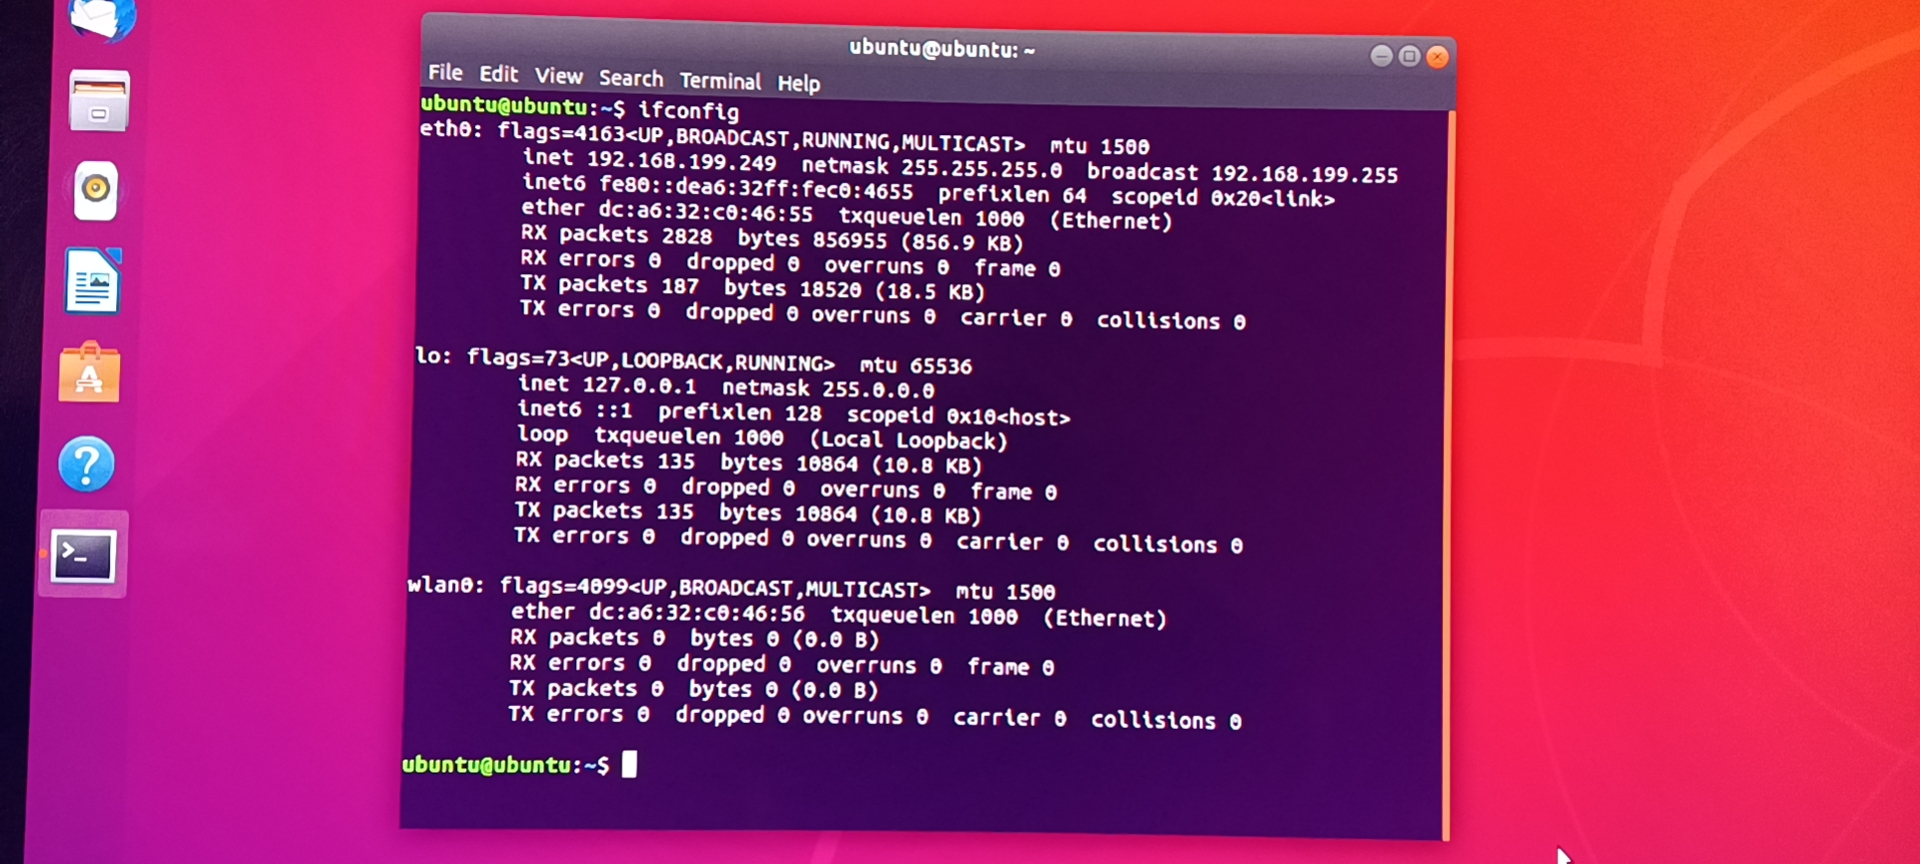 ubuntu@ubuntu: ~
File Edit View Search Terminal Help
ubuntu@ubuntu:~$ ifconfig
eth0: flags=4163<UP,BROADCAST,RUNNING,MULTICAST>  mtu 1500
        inet 192.168.199.249  netmask 255.255.255.0  broadcast 192.168.199.255
        inet6 fe80::dea6:32ff:fec0:4655  prefixlen 64  scopeid 0x20<link>
        ether dc:a6:32:c0:46:55  txqueuelen 1000  (Ethernet)
        RX packets 2828  bytes 856955 (856.9 KB)
        RX errors 0  dropped 0  overruns 0  frame 0
        TX packets 187  bytes 18520 (18.5 KB)
        TX errors 0  dropped 0 overruns 0  carrier 0  collisions 0
lo: flags=73<UP,LOOPBACK,RUNNING>  mtu 65536
        inet 127.0.0.1  netmask 255.0.0.0
        inet6 ::1  prefixlen 128  scopeid 0x10<host>
        loop  txqueuelen 1000  (Local Loopback)
        RX packets 135  bytes 10864 (10.8 KB)
        RX errors 0  dropped 0  overruns 0  frame 0
        TX packets 135  bytes 10864 (10.8 KB)
        TX errors 0  dropped 0 overruns 0  carrier 0  collisions 0
wlan0: flags=4099<UP,BROADCAST,MULTICAST>  mtu 1500
        ether dc:a6:32:c0:46:56  txqueuelen 1000  (Ethernet)
        RX packets 0  bytes 0 (0.0 B)
        RX errors 0  dropped 0  overruns 0  frame 0
        TX packets 0  bytes 0 (0.0 B)
        TX errors 0  dropped 0 overruns 0  carrier 0  collisions 0
ubuntu@ubuntu:~$